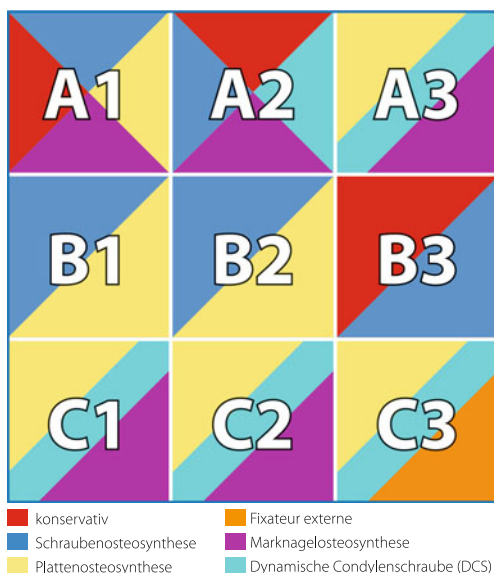 A1 A2 A3
B1 B2 B3
C1 C2 C3
konservativ Fixateur externe
Schraubenosteosynthese Marknagelosteosynthese
Plattenosteosynthese Dynamische Condylenschraube (DCS)